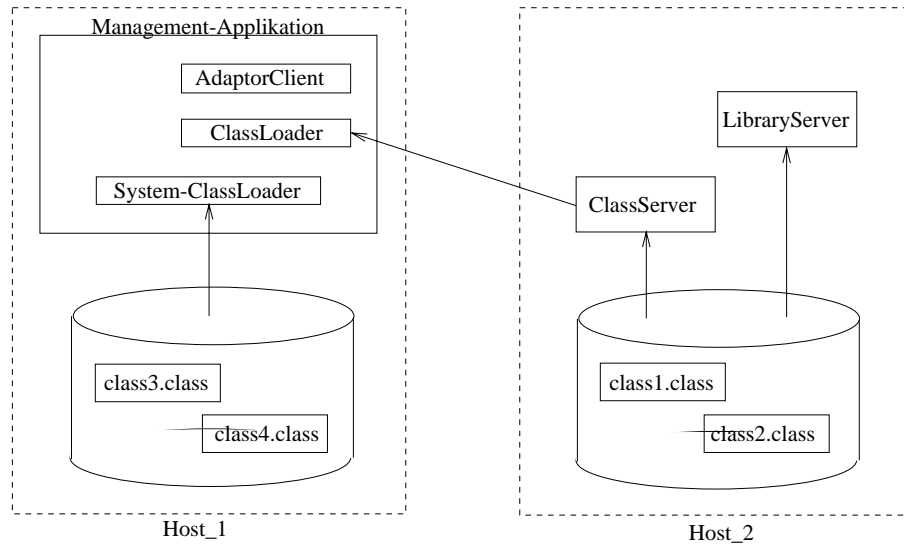 Management-Applikation
AdaptorClient
ClassLoader
System-ClassLoader
class3.class
class4.class
Host_1
LibraryServer
ClassServer
class1.class
class2.class
Host_2